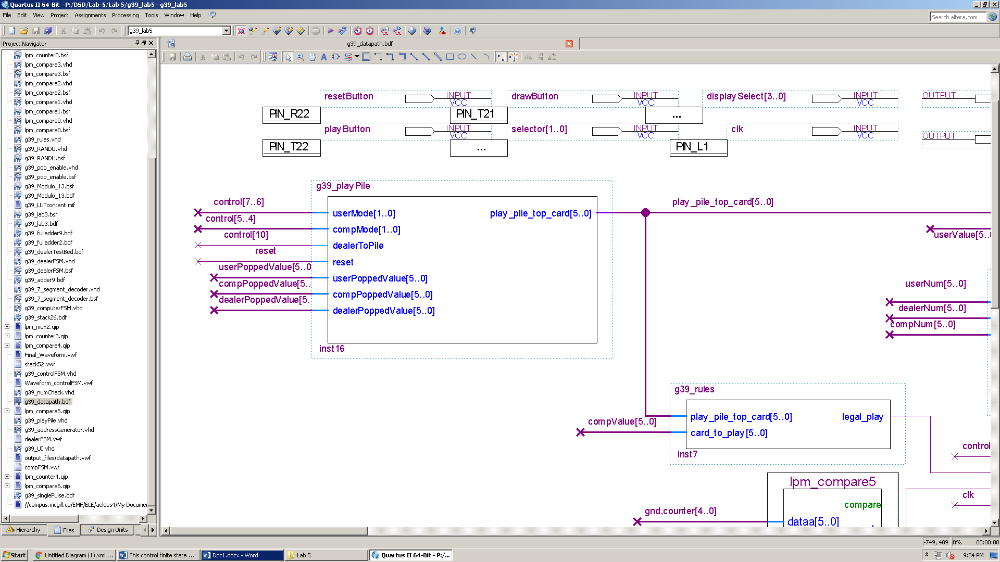 Quartus II 64-Bit - P:/DSD/Lab-5/Lab 5/g39_lab5 - g39_lab5
File Edit View Project Assignments Processing Tools Window Help
Search altera.com
g39_lab5
Project Navigator
g39_datapath.bdf
lpm_counter0.bsf
lpm_compare3.vhd
lpm_compare3.bsf
lpm_compare2.vhd
lpm_compare2.bsf
lpm_compare1.vhd
lpm_compare1.bsf
lpm_compare0.vhd
lpm_compare0.bsf
g39_rules.vhd
g39_RANDU.vhd
g39_RANDU.bsf
g39_pop_enable.vhd
g39_pop_enable.bsf
g39_Modulo_13.bsf
g39_Modulo_13.bdf
g39_LUTcontent.mif
g39_lab3.bsf
g39_lab3.bdf
g39_fulladder9.bdf
g39_fulladder2.bdf
g39_dealerTestBed.bdf
g39_dealerFSM.vhd
g39_dealerFSM.bsf
g39_adder9.bdf
g39_7_segment_decoder.vhd
g39_7_segment_decoder.bsf
g39_computerFSM.vhd
g39_stack26.bdf
lpm_mux2.qip
lpm_counter3.qip
lpm_compare4.qip
Final_Waveform.vwf
stack52.vwf
g39_controlFSM.vhd
Waveform_controlFSM.vwf
g39_numCheck.vhd
g39_datapath.bdf
lpm_compare5.qip
g39_playPile.vhd
g39_addressGenerator.vhd
dealerFSM.vwf
g39_UI.vhd
output_files/datapath.vwf
compFSM.vwf
lpm_counter4.qip
lpm_compare6.qip
g39_singlePulse.bdf
//campus.mcgill.ca/EMF/ELE/aeldes4/My Documen
Hierarchy Files Design Units
resetButton INPUT VCC drawButton INPUT VCC displaySelect[3..0] INPUT VCC OUTPUT
PIN_R22 PIN_T21 ...
playButton INPUT VCC selector[1..0] INPUT VCC clk INPUT VCC OUTPUT
PIN_T22 ... PIN_L1
g39_playPile
control[7..6]
control[5..4]
control[10]
reset
userPoppedValue[5..0
compPoppedValue[5..
dealerPoppedValue[5.
userMode[1..0] play_pile_top_card[5..0]
compMode[1..0]
dealerToPile
reset
userPoppedValue[5..0]
compPoppedValue[5..0]
dealerPoppedValue[5..0]
inst16
play_pile_top_card[5..0]
userValue[5..
userNum[5..0]
dealerNum[5..0]
compNum[5..0]
g39_rules
compValue[5..0]
play_pile_top_card[5..0] legal_play
card_to_play[5..0]
inst7
control
lpm_compare5
compare
clk
gnd,counter[4..0]
dataa[5..0]
-749, 489 0% 00:00:00
Start Untitled Diagram (1).xml ... This control finite state ... Doc1.docx - Word Lab 5 Quartus II 64-Bit - P:/... 9:34 PM